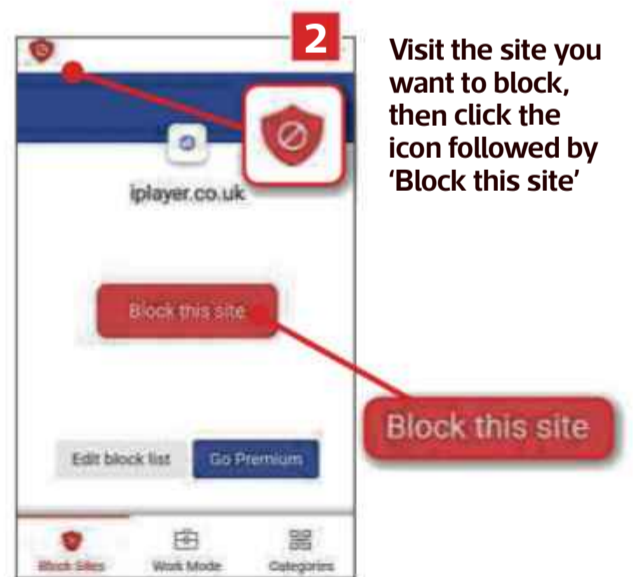 2
Visit the site you
want to block,
then click the
icon followed by
‘Block this site’
iplayer.co.uk
Block this site
Block this site
Edit block list
Go Premium
Block Sites
Work Mode
Categories